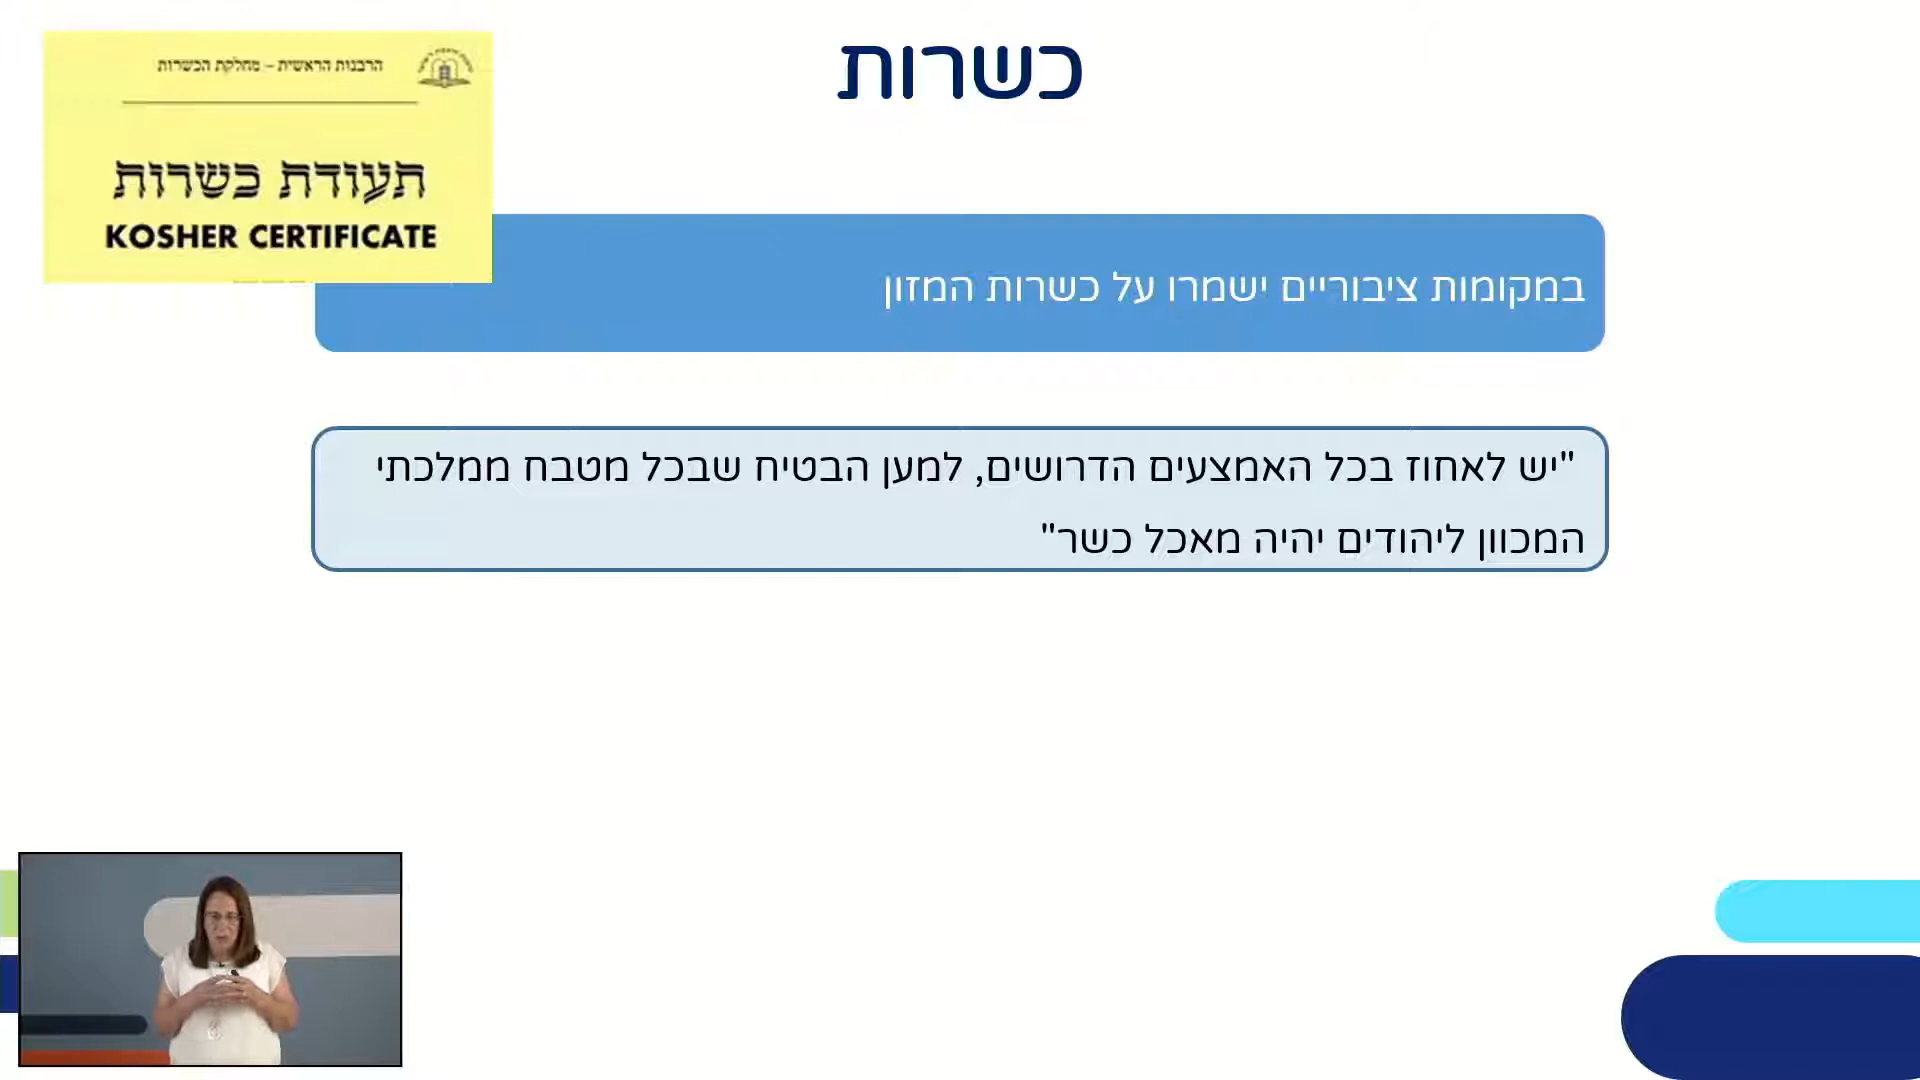 כשרות
הרבנות הראשית – מחלקת הכשרות
תעודת כשרות
KOSHER CERTIFICATE
במקומות ציבוריים ישמרו על כשרות המזון
"יש לאחוז בכל האמצעים הדרושים, למען הבטיח שבכל מטבח ממלכתי
המכוון ליהודים יהיה מאכל כשר"